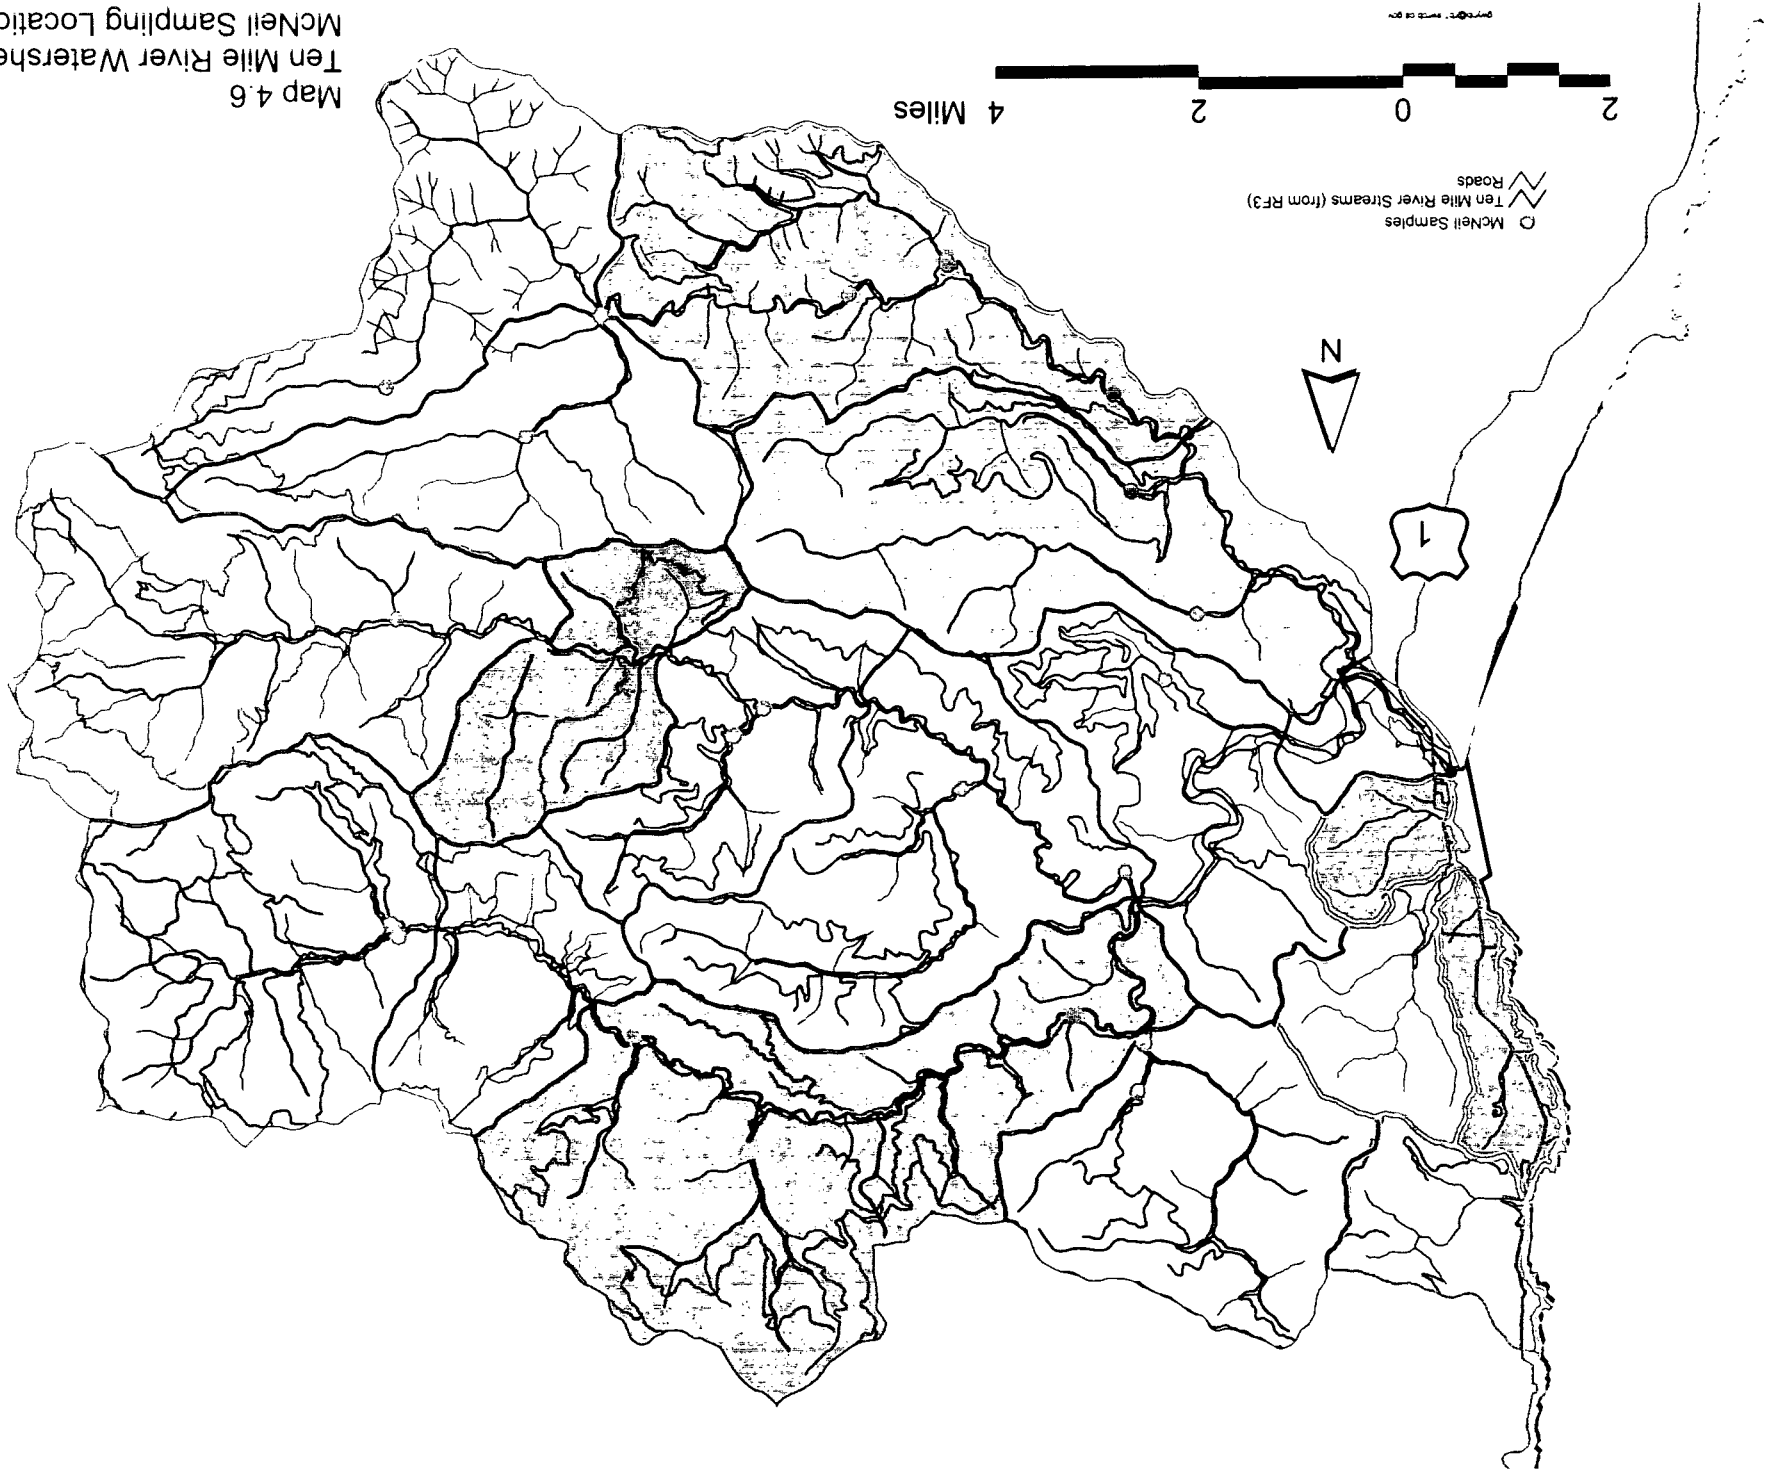 Map 4.6
Ten Mile River Watershe
McNeil Sampling Locatio
1
N
McNeil Samples
Ten Mile River Streams (from RF3)
Roads
2 0 2 4 Miles